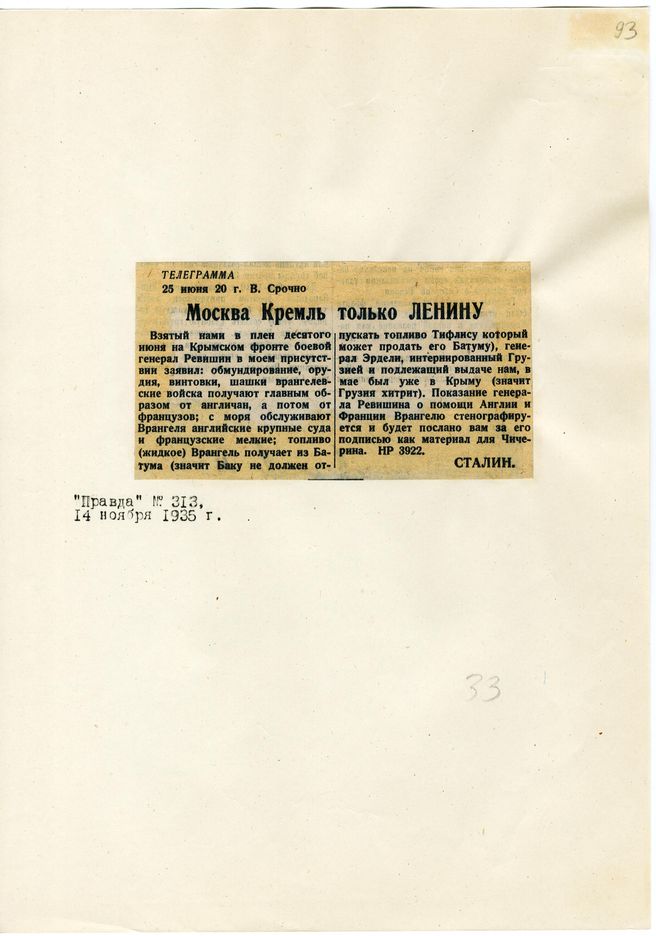 93
ТЕЛЕГРАММА
25 июня 20 г. В. Срочно
Москва Кремль только ЛЕНИНУ
Взятый нами в плен десятого
июня на Крымском фронте боевой
генерал Ревишин в моем присутст-
вии заявил: обмундирование, ору-
дия, винтовки, шашки врангелев-
ские войска получают главным об-
разом от англичан, а потом от
французов; с моря обслуживают
Врангеля английские крупные суда
и французские мелкие; топливо
(жидкое) Врангель получает из Ба-
тума (значит Баку не должен от-
пускать топливо Тифлису который
может продать его Батуму), гене-
рал Эрдели, интернированный Гру-
зией и подлежащий выдаче нам, в
мае был уже в Крыму (значит
Грузия хитрит). Показание генера-
ла Ревишина о помощи Англии и
Франции Врангелю стенографиру-
ется и будет послано вам за его
подписью как материал для Чиче-
рина. НР 3922.
СТАЛИН.
"Правда" № 313,
14 ноября 1935 г.
33